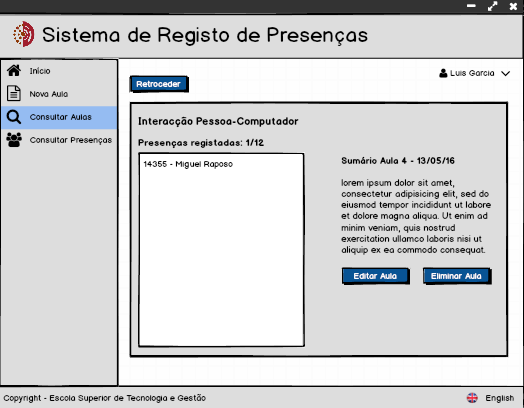 Sistema de Registo de Presenças
Início
Nova Aula
Consultar Aulas
Consultar Presenças
Luis Garcia
Retroceder
Interacção Pessoa-Computador
Presenças registadas: 1/12
14355 - Miguel Raposo
Sumário Aula 4 - 13/05/16
lorem ipsum dolor sit amet,
consectetur adipisicing elit, sed do
eiusmod tempor incididunt ut labore
et dolore magna aliqua. Ut enim ad
minim veniam, quis nostrud
exercitation ullamco laboris nisi ut
aliquip ex ea commodo consequat.
Editar Aula
Eliminar Aula
Copyright - Escola Superior de Tecnologia e Gestão
English